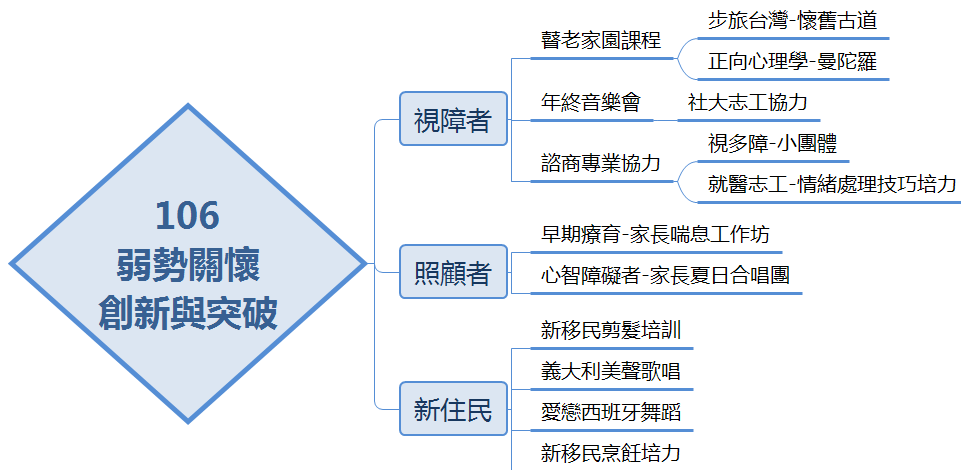 106
弱勢關懷
創新與突破
視障者
瞽老家園課程
步旅台灣-懷舊古道
正向心理學-曼陀羅
年終音樂會
社大志工協力
諮商專業協力
視多障-小團體
就醫志工-情緒處理技巧培力
照顧者
早期療育-家長喘息工作坊
心智障礙者-家長夏日合唱團
新住民
新移民剪髮培訓
義大利美聲歌唱
愛戀西班牙舞蹈
新移民烹飪培力